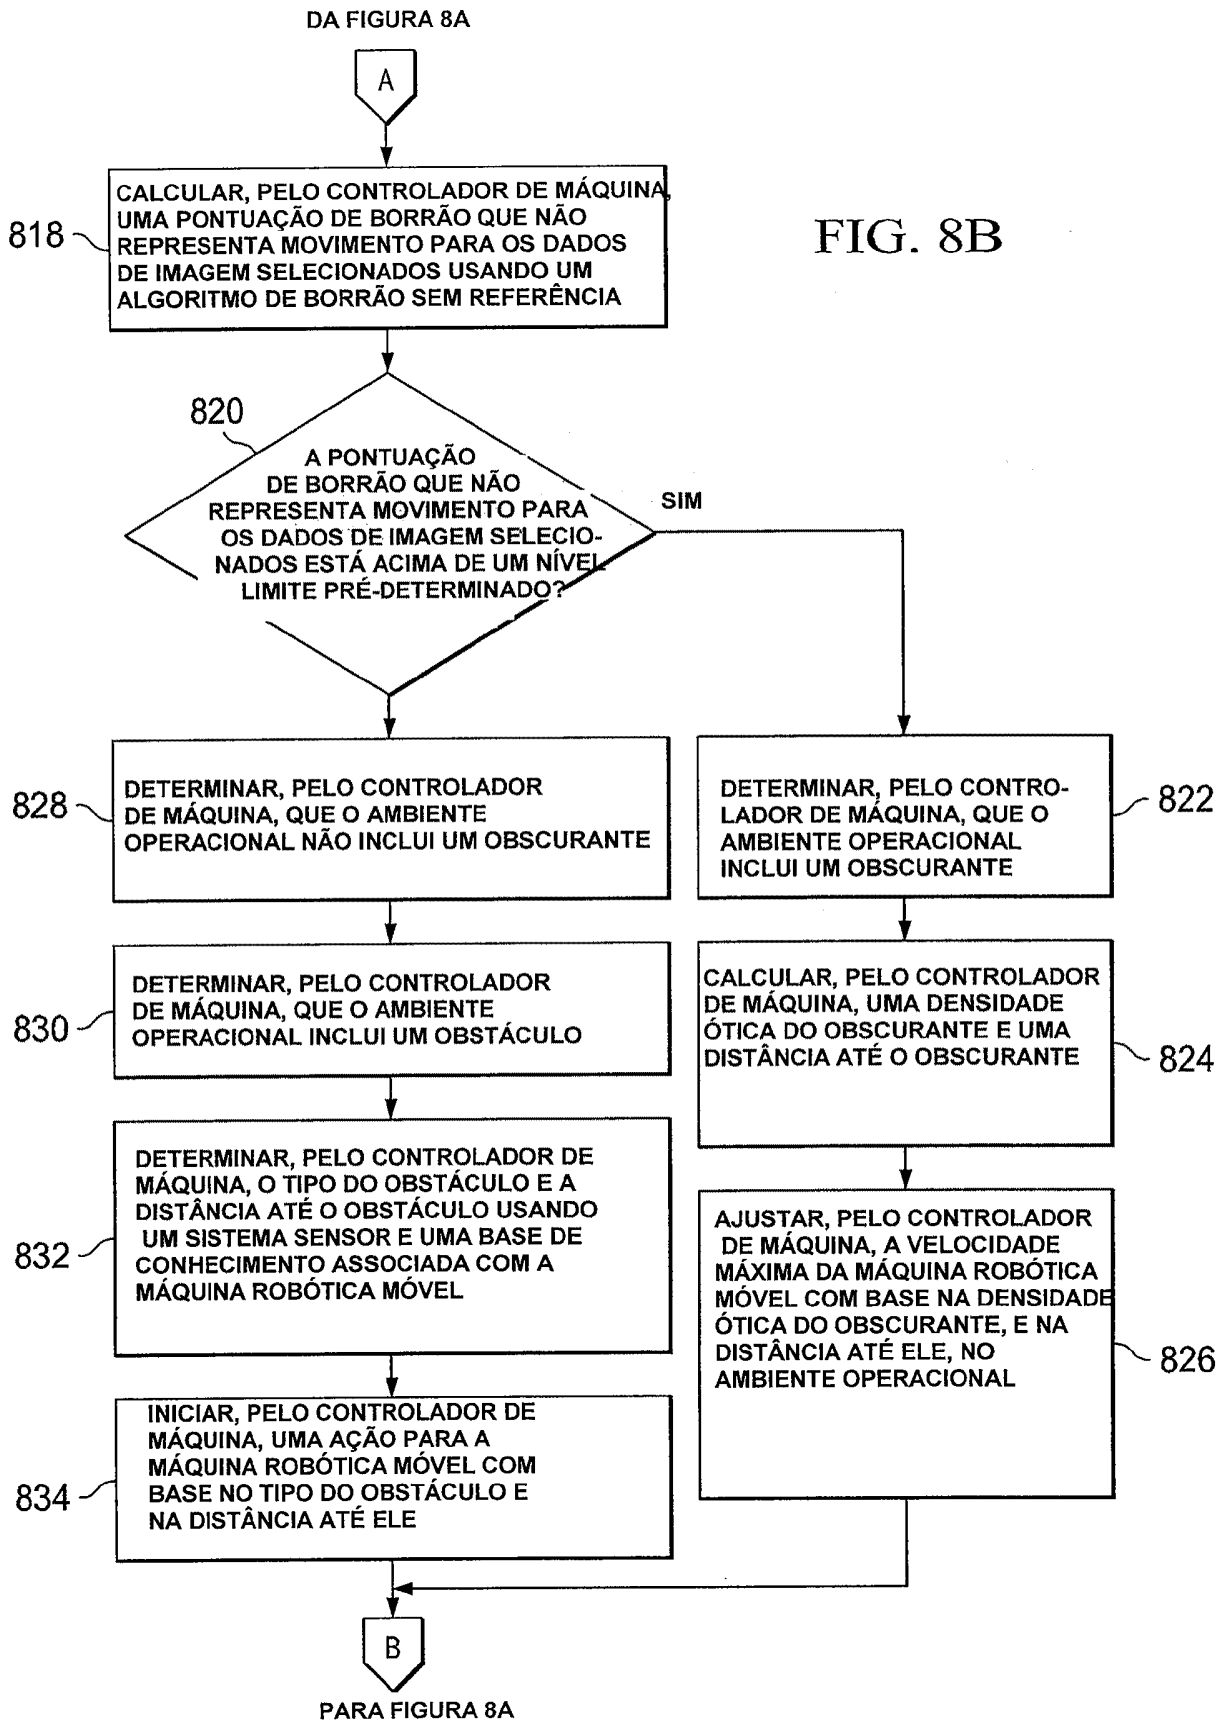 DA FIGURA 8A
A
CALCULAR, PELO CONTROLADOR DE MÁQUINA,
UMA PONTUAÇÃO DE BORRÃO QUE NÃO
REPRESENTA MOVIMENTO PARA OS DADOS
DE IMAGEM SELECIONADOS USANDO UM
ALGORITMO DE BORRÃO SEM REFERÊNCIA
818
FIG. 8B
820
A PONTUAÇÃO
DE BORRÃO QUE NÃO
REPRESENTA MOVIMENTO PARA
OS DADOS DE IMAGEM SELECIO-
NADOS ESTÁ ACIMA DE UM NÍVEL
LIMITE PRÉ-DETERMINADO?
SIM
828
DETERMINAR, PELO CONTROLADOR
DE MÁQUINA, QUE O AMBIENTE
OPERACIONAL NÃO INCLUI UM OBSCURANTE
DETERMINAR, PELO CONTRO-
LADOR DE MÁQUINA, QUE O
AMBIENTE OPERACIONAL
INCLUI UM OBSCURANTE
822
830
DETERMINAR, PELO CONTROLADOR
DE MÁQUINA, QUE O AMBIENTE
OPERACIONAL INCLUI UM OBSTÁCULO
CALCULAR, PELO CONTROLADOR
DE MÁQUINA, UMA DENSIDADE
ÓTICA DO OBSCURANTE E UMA
DISTÂNCIA ATÉ O OBSCURANTE
824
832
DETERMINAR, PELO CONTROLADOR DE
MÁQUINA, O TIPO DO OBSTÁCULO E A
DISTÂNCIA ATÉ O OBSTÁCULO USANDO
UM SISTEMA SENSOR E UMA BASE DE
CONHECIMENTO ASSOCIADA COM A
MÁQUINA ROBÓTICA MÓVEL
AJUSTAR, PELO CONTROLADOR
DE MÁQUINA, A VELOCIDADE
MÁXIMA DA MÁQUINA ROBÓTICA
MÓVEL COM BASE NA DENSIDADE
ÓTICA DO OBSCURANTE, E NA
DISTÂNCIA ATÉ ELE, NO
AMBIENTE OPERACIONAL
826
834
INICIAR, PELO CONTROLADOR DE
MÁQUINA, UMA AÇÃO PARA A
MÁQUINA ROBÓTICA MÓVEL COM
BASE NO TIPO DO OBSTÁCULO E
NA DISTÂNCIA ATÉ ELE
B
PARA FIGURA 8A